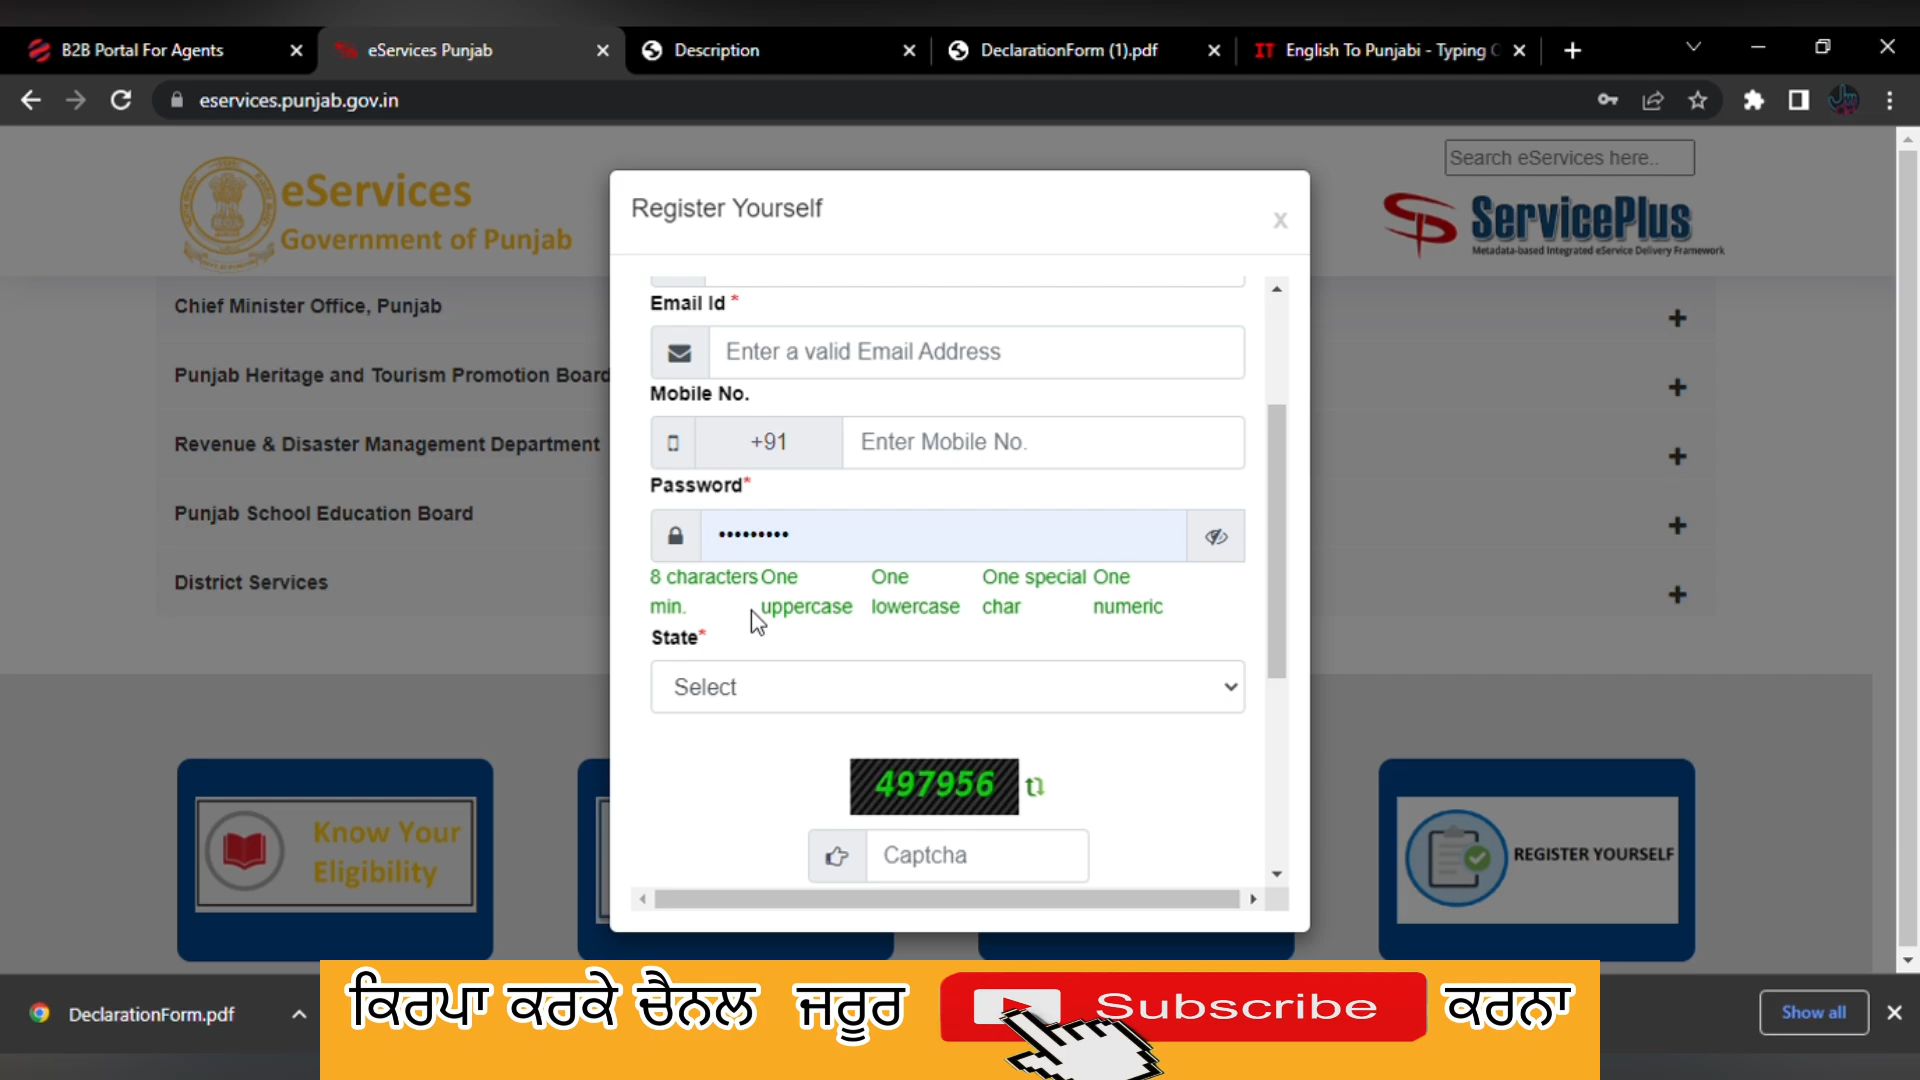 B2B Portal For Agents
eServices Punjab
Description
DeclarationForm (1).pdf
English To Punjabi - Typing
eservices.punjab.gov.in
Search eServices here..
eServices
Government of Punjab
ServicePlus
Metadata-based Integrated eService Delivery Framework
Register Yourself
x
Chief Minister Office, Punjab
Punjab Heritage and Tourism Promotion Board
Revenue & Disaster Management Department
Punjab School Education Board
District Services
Email Id *
Enter a valid Email Address
Mobile No.
+91
Enter Mobile No.
Password*
8 characters min.
One uppercase
One lowercase
One special char
One numeric
State*
Select
497956
Captcha
Know Your
Eligibility
REGISTER YOURSELF
DeclarationForm.pdf
Show all
ਕਿਰਪਾ ਕਰਕੇ ਚੈਨਲ ਜਰੂਰ Subscribe ਕਰਨਾ